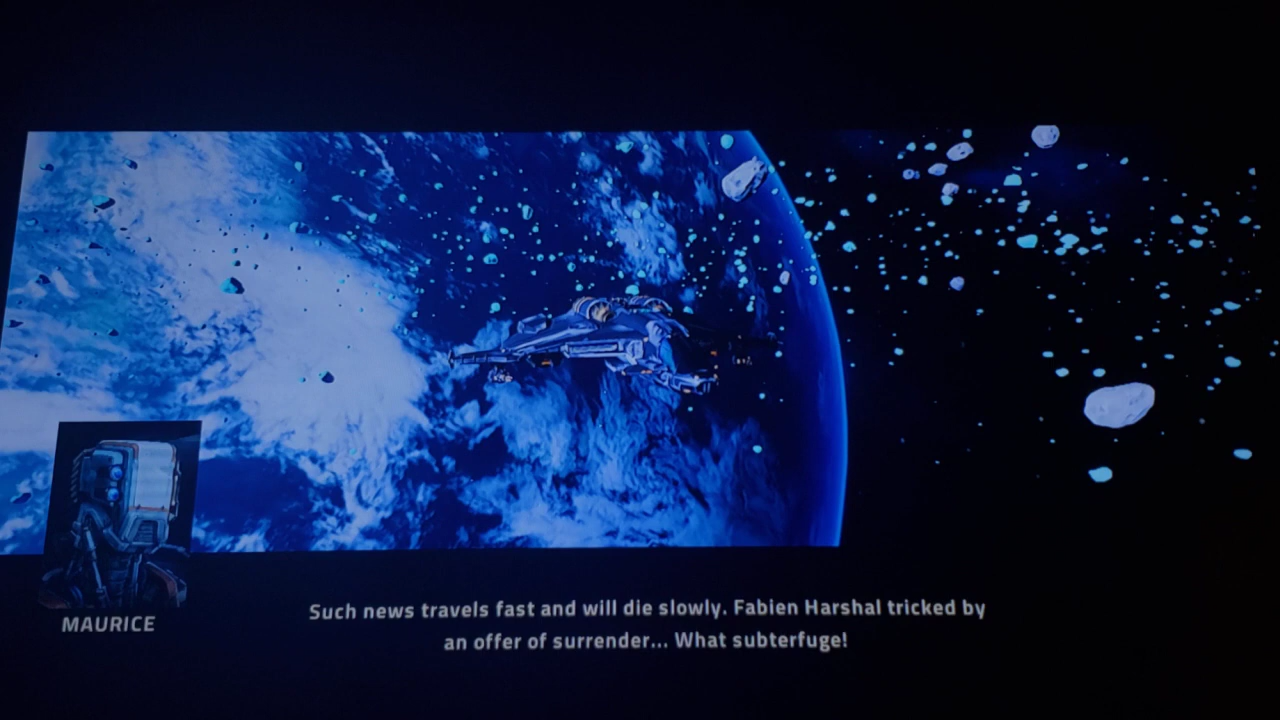 MAURICE
Such news travels fast and will die slowly. Fabien Harshal tricked by
an offer of surrender... What subterfuge!